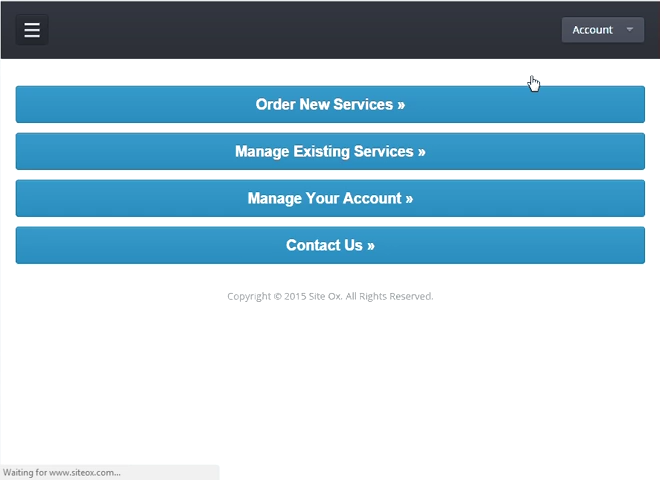 Account
Order New Services »
Manage Existing Services »
Manage Your Account »
Contact Us »
Copyright © 2015 Site Ox. All Rights Reserved.
Waiting for www.siteox.com...